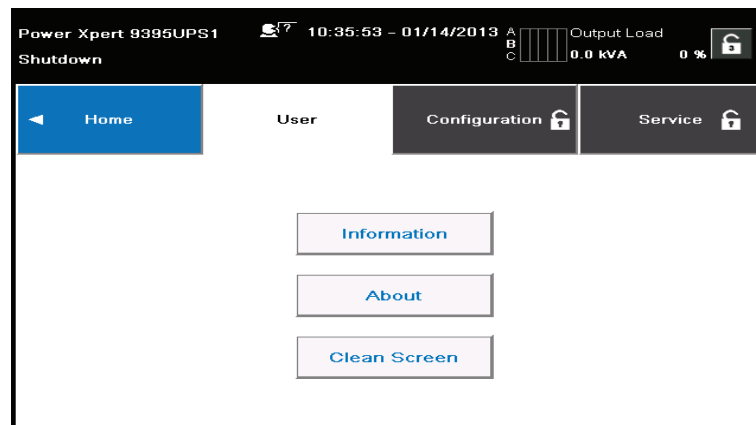 Power Xpert 9395UPS1 ? 10:35:53 - 01/14/2013 A Output Load
B
Shutdown C 0.0 kVA 0 %
Home User Configuration Service
Information
About
Clean Screen